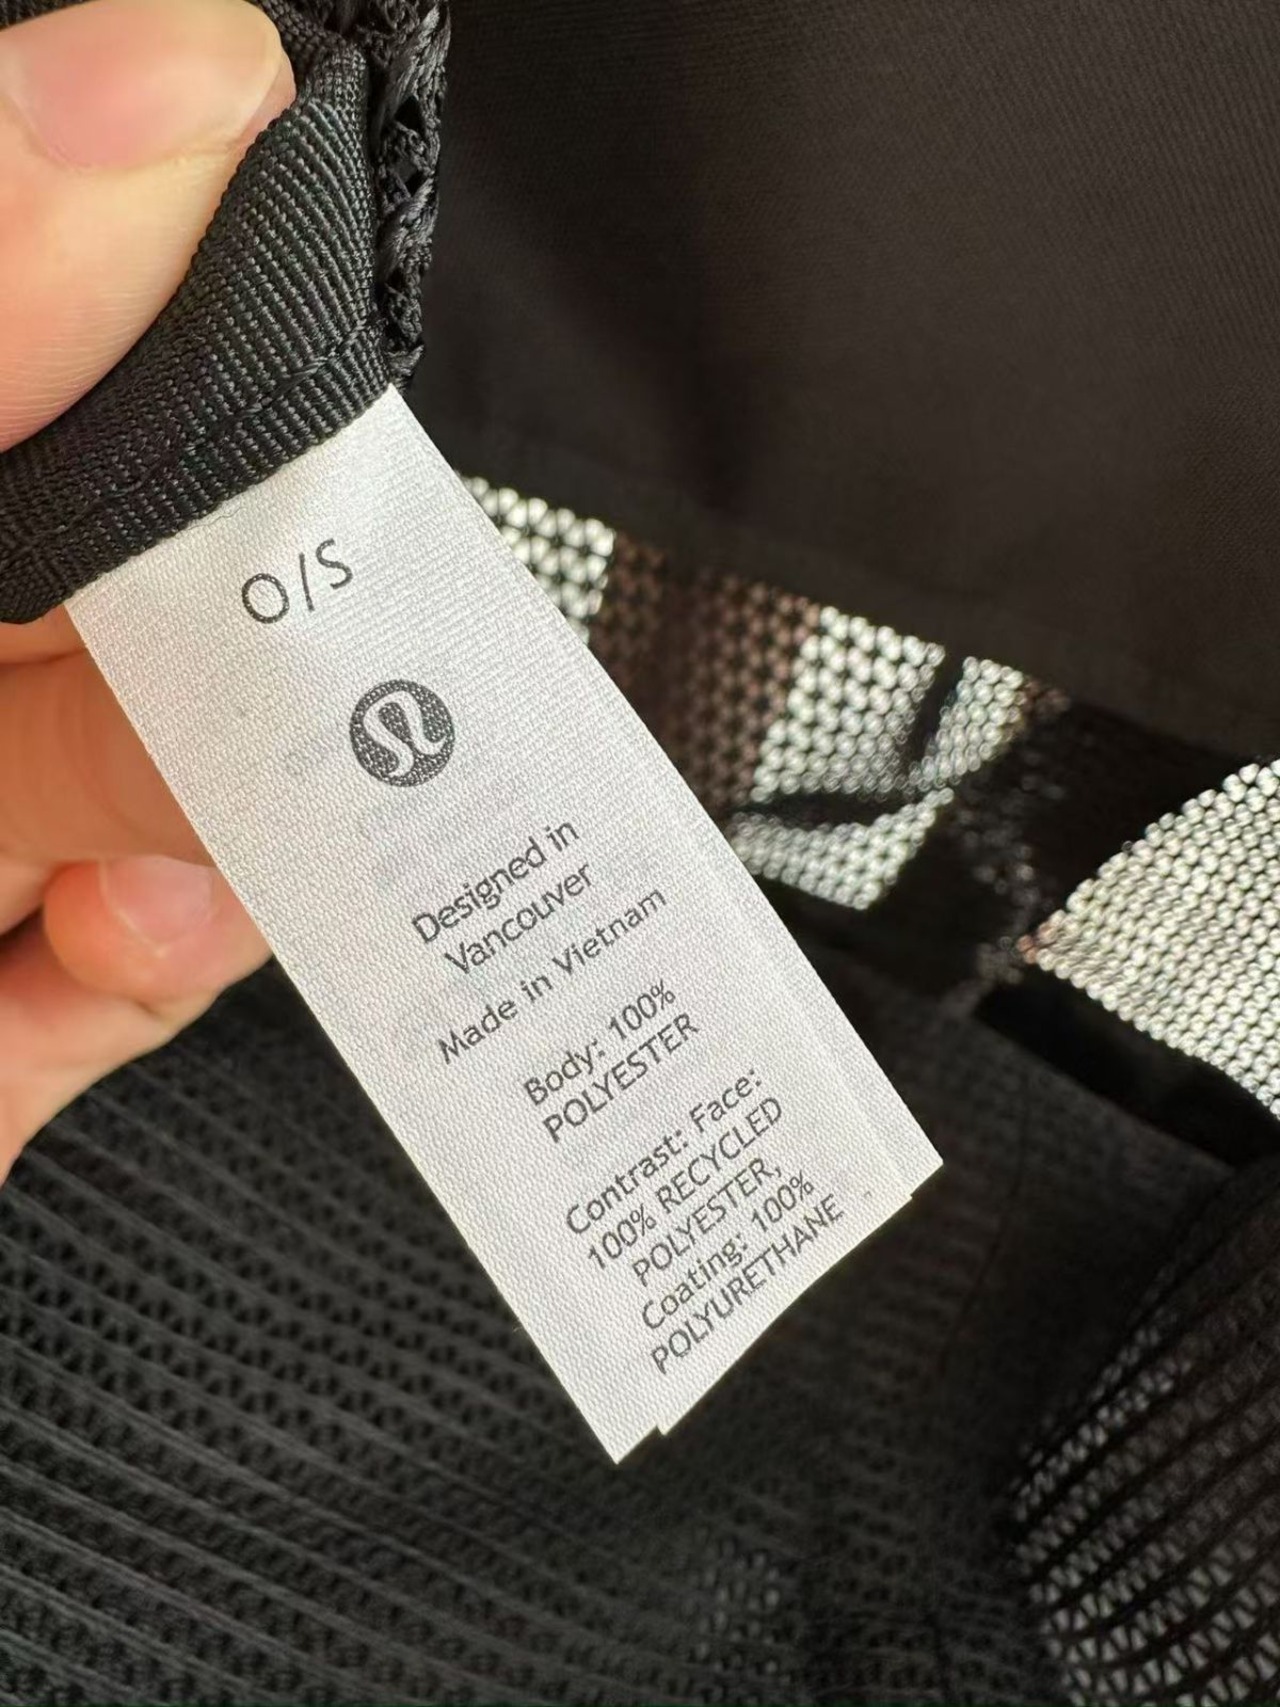 O/S
Designed in
Vancouver
Made in Vietnam
Body: 100%
POLYESTER
Contrast: Face:
100% RECYCLED
POLYESTER,
Coating: 100%
POLYURETHANE